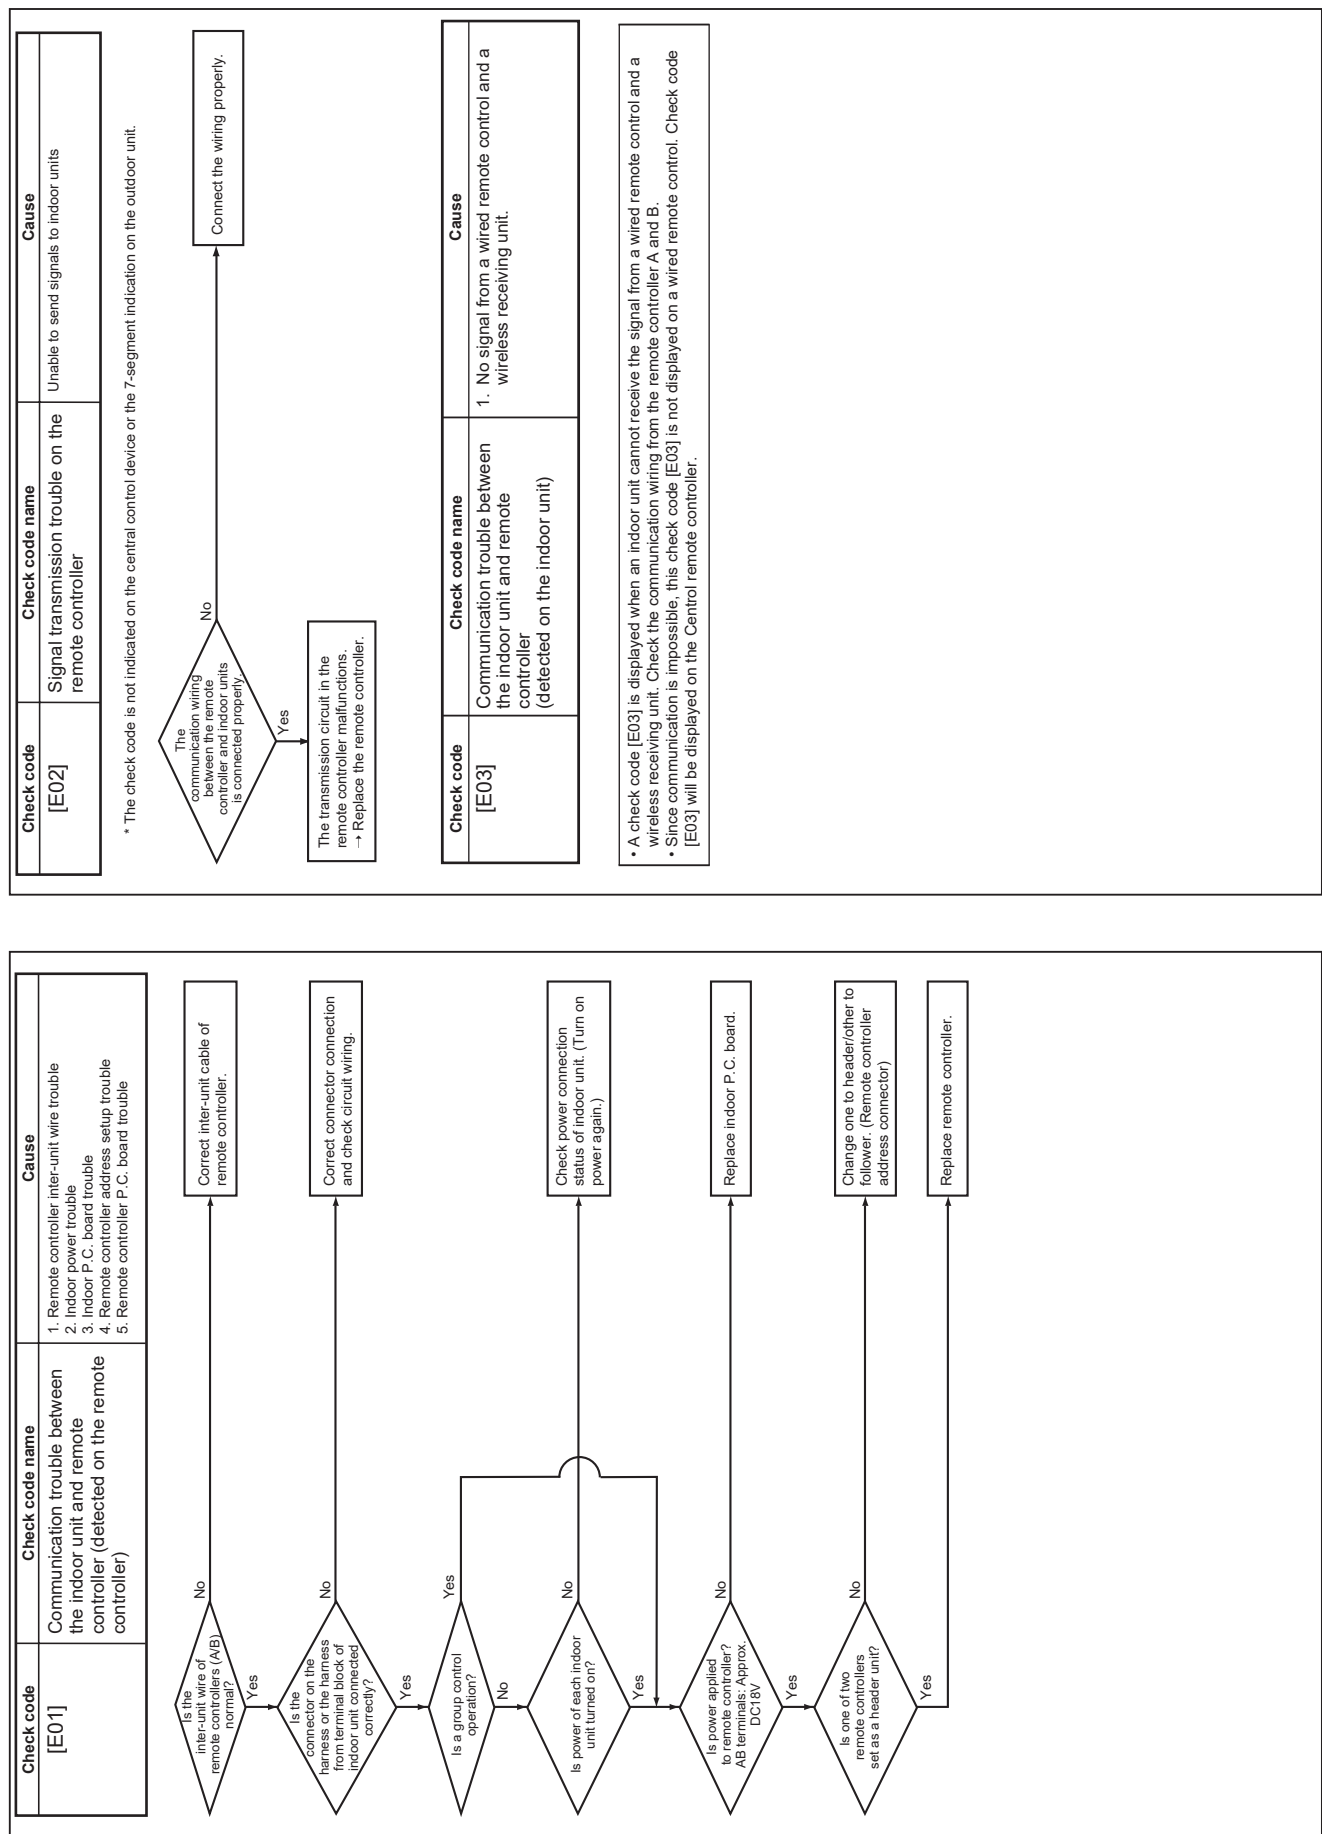 Check code
Check code name
Cause
[E01]
Communication trouble between
the indoor unit and remote
controller (detected on the remote
controller)
1. Remote controller inter-unit wire trouble
2. Indoor power trouble
3. Indoor P.C. board trouble
4. Remote controller address setup trouble
5. Remote controller P.C. board trouble
Is the
inter-unit wire of
remote controllers (A/B)
normal?
No
Correct inter-unit cable of
remote controller.
Yes
Is the
connector on the
harness or the harness
from terminal block of
indoor unit connected
correctly?
No
Correct connector connection
and check circuit wiring.
Yes
Is a group control
operation?
Yes
No
Is power of each indoor
unit turned on?
No
Check power connection
status of indoor unit. (Turn on
power again.)
Yes
Is power applied
to remote controller?
AB terminals: Approx.
DC18V
No
Replace indoor P.C. board.
Yes
Is one of two
remote controllers
set as a header unit?
No
Change one to header/other to
follower. (Remote controller
address connector)
Yes
Replace remote controller.
Check code
Check code name
Cause
[E02]
Signal transmission trouble on the
remote controller
Unable to send signals to indoor units
* The check code is not indicated on the central control device or the 7-segment indication on the outdoor unit.
The
communication wiring
between the remote
controller and indoor units
is connected properly.
No
Connect the wiring properly.
Yes
The transmission circuit in the
remote controller malfunctions.
→ Replace the remote controller.
Check code
Check code name
Cause
[E03]
Communication trouble between
the indoor unit and remote
controller
(detected on the indoor unit)
1. No signal from a wired remote control and a
wireless receiving unit.
• A check code [E03] is displayed when an indoor unit cannot receive the signal from a wired remote control and a
wireless receiving unit. Check the communication wiring from the remote controller A and B.
• Since communication is impossible, this check code [E03] is not displayed on a wired remote control. Check code
[E03] will be displayed on the Central remote controller.